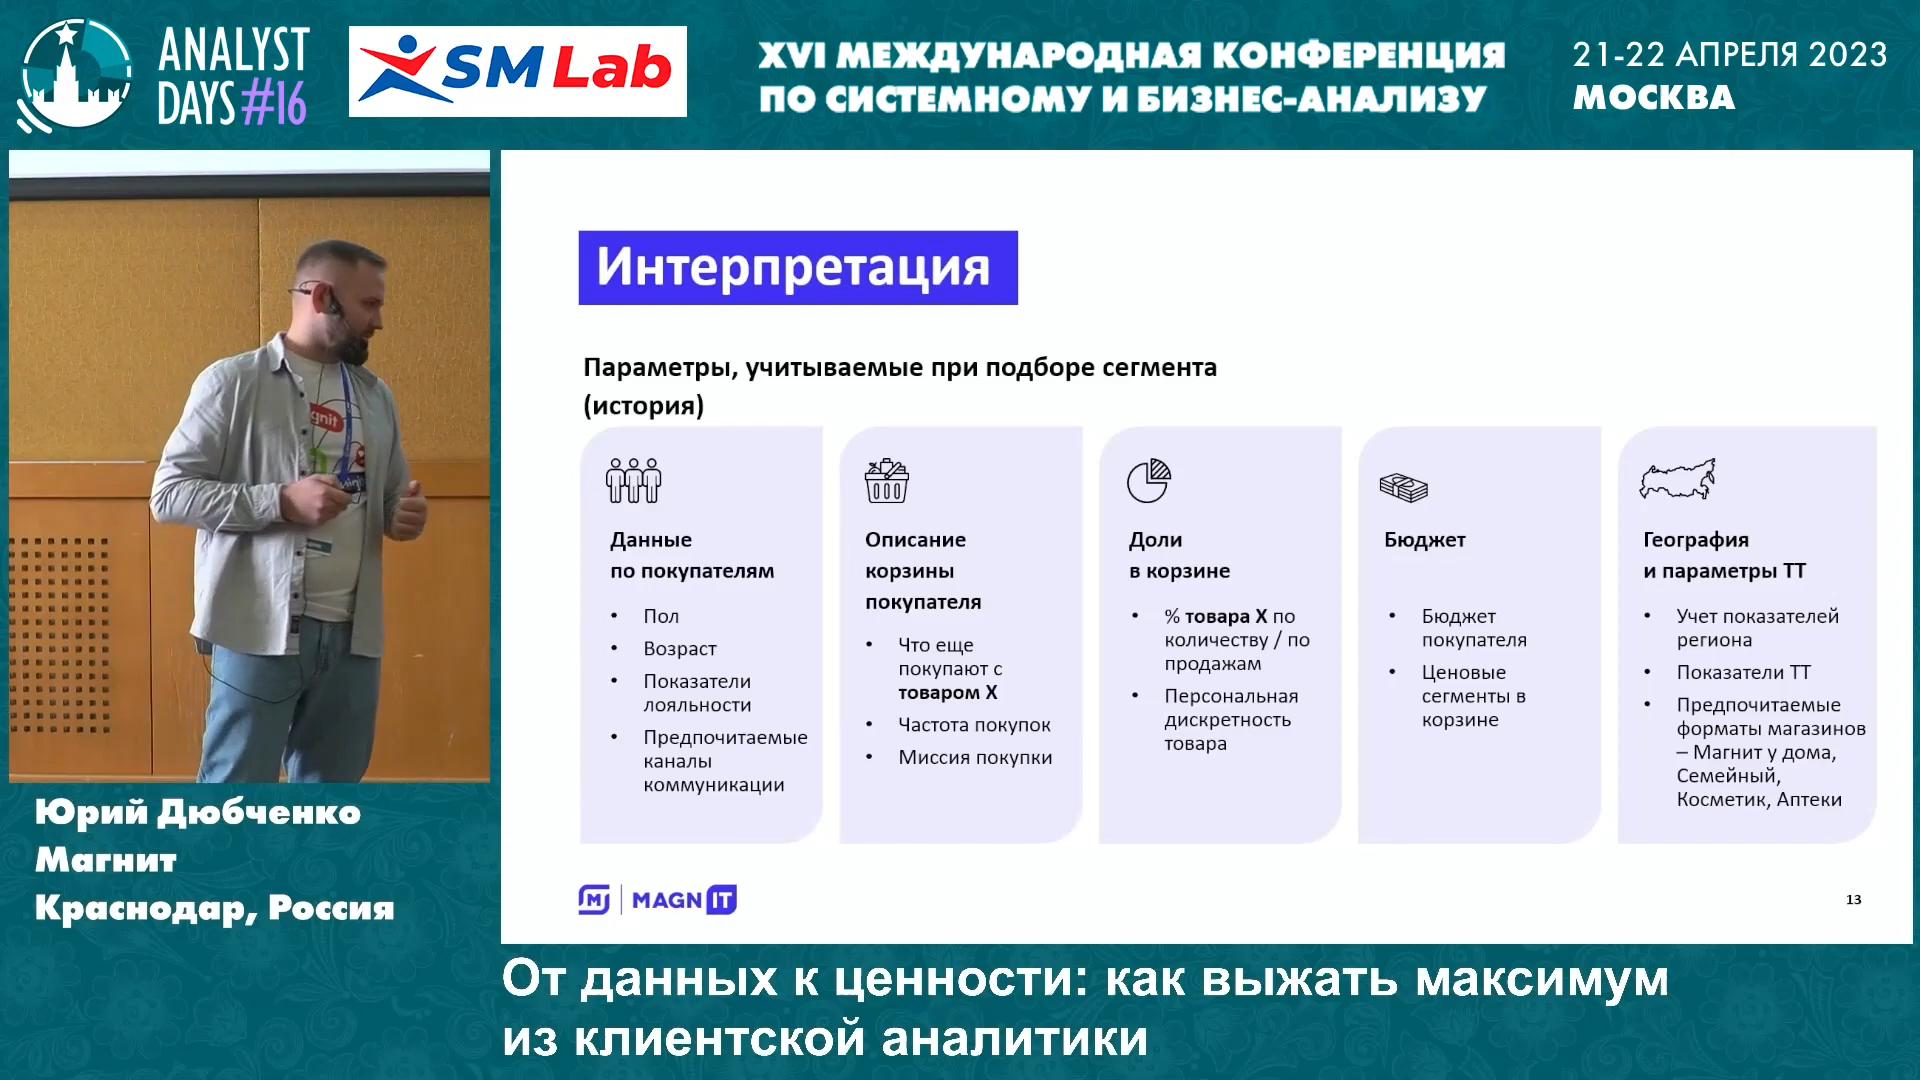 ANALYST
DAYS #16
SM Lab
XVI МЕЖДУНАРОДНАЯ КОНФЕРЕНЦИЯ
ПО СИСТЕМНОМУ И БИЗНЕС-АНАЛИЗУ
21-22 АПРЕЛЯ 2023
МОСКВА
Интерпретация
Параметры, учитываемые при подборе сегмента
(история)
Данные
по покупателям
• Пол
• Возраст
• Показатели
лояльности
• Предпочитаемые
каналы
коммуникации
Описание
корзины
покупателя
• Что еще
покупают с
товаром Х
• Частота покупок
• Миссия покупки
Доли
в корзине
• % товара Х по
количеству / по
продажам
• Персональная
дискретность
товара
Бюджет
• Бюджет
покупателя
• Ценовые
сегменты в
корзине
География
и параметры ТТ
• Учет показателей
региона
• Показатели ТТ
• Предпочитаемые
форматы магазинов
– Магнит у дома,
Семейный,
Косметик, Аптеки
M | MAGNIT
13
Юрий Дюбченко
Магнит
Краснодар, Россия
От данных к ценности: как выжать максимум
из клиентской аналитики